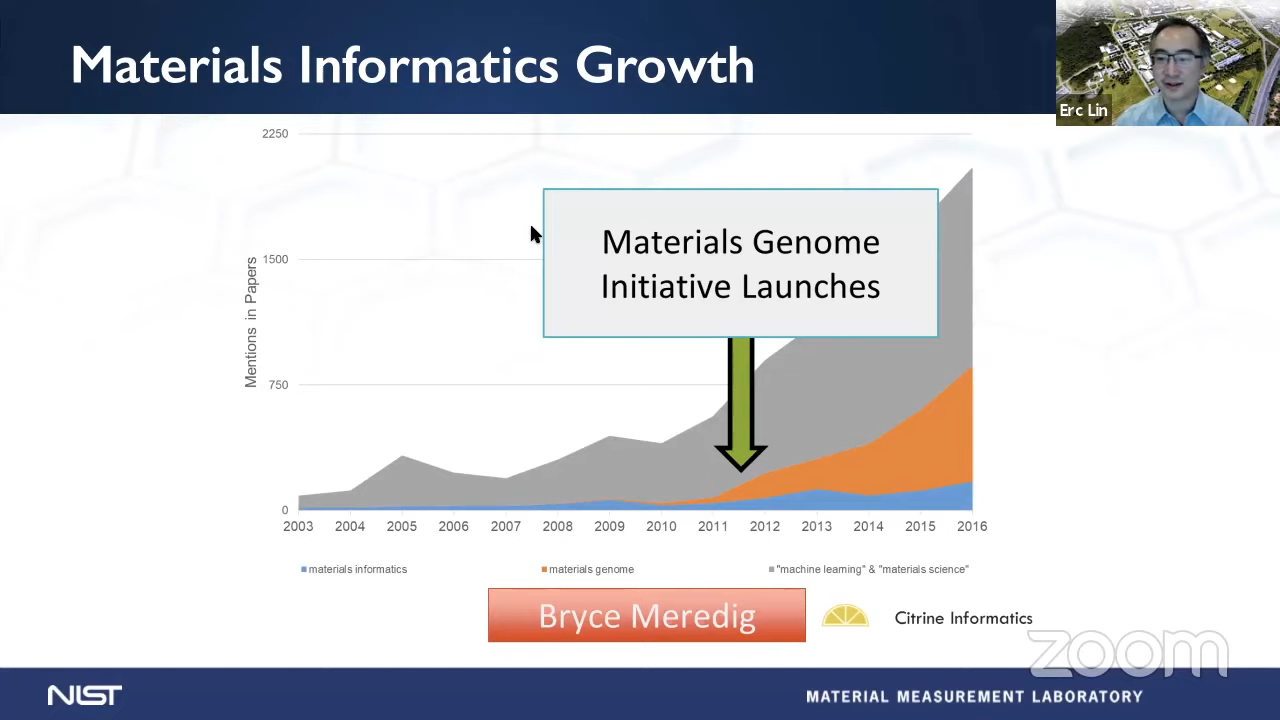 Materials Informatics Growth
Erc Lin
2250
1500
750
0
Mentions in Papers
Materials Genome
Initiative Launches
2003 2004 2005 2006 2007 2008 2009 2010 2011 2012 2013 2014 2015 2016
materials informatics
materials genome
"machine learning" & "materials science"
Bryce Meredig
Citrine Informatics
zoom
NIST
MATERIAL MEASUREMENT LABORATORY